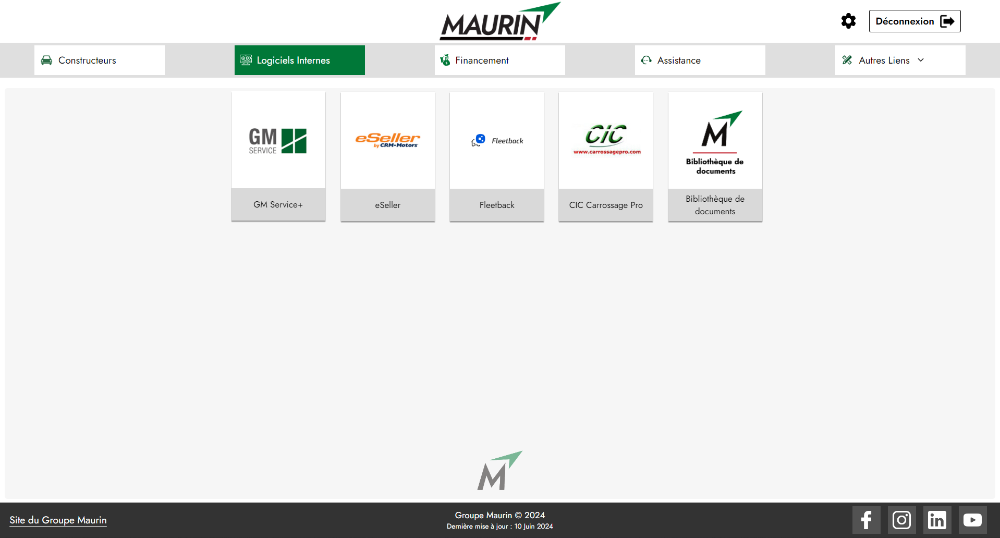 MAURIN
Déconnexion
Constructeurs
Logiciels Internes
Financement
Assistance
Autres Liens
GM
SERVICE
GM Service+
eSeller
by CRM-Motors
eSeller
Fleetback
Fleetback
CIC
www.carrossagepro.com
CIC Carrossage Pro
M
Bibliothèque de
documents
Bibliothèque de
documents
M
Site du Groupe Maurin
Groupe Maurin © 2024
Dernière mise à jour : 10 Juin 2024